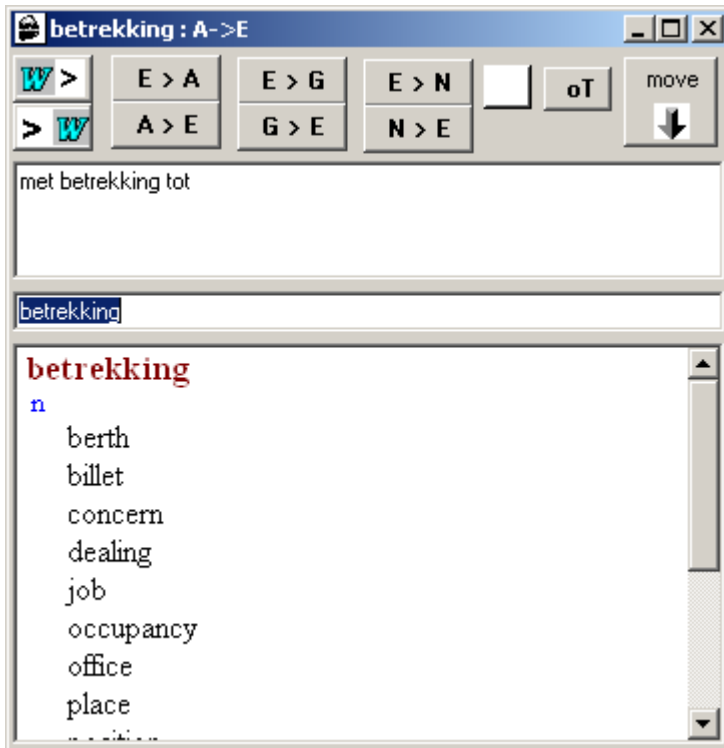 betrekking : A->E
W > E > A E > G E > N oT move
> W A > E G > E N > E
met betrekking tot
betrekking
betrekking
n
berth
billet
concern
dealing
job
occupancy
office
place